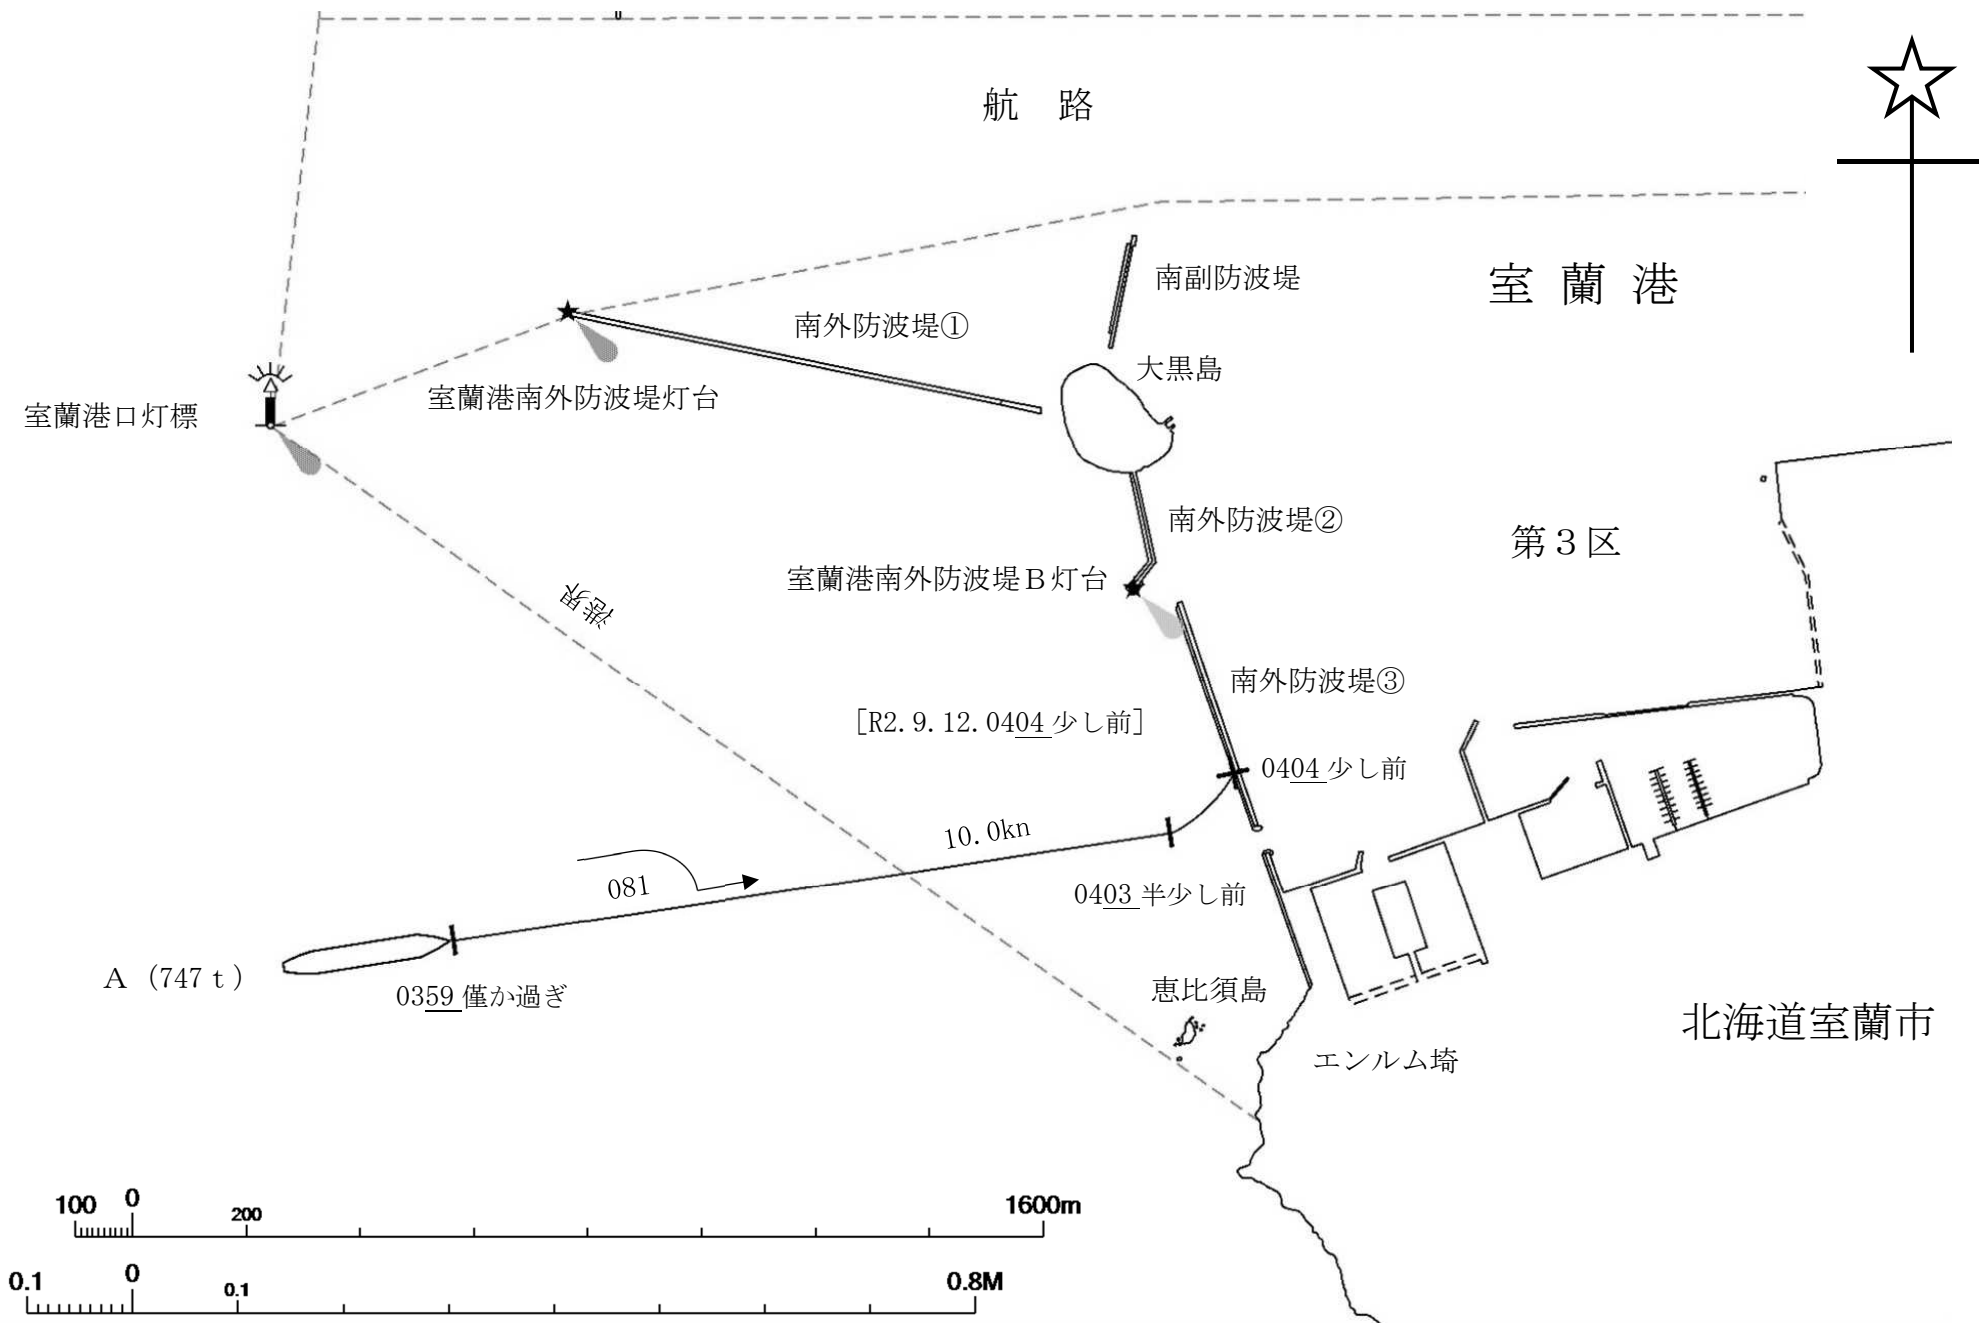 航 路
南副防波堤
室 蘭 港
南外防波堤①
大黒島
室蘭港南外防波堤灯台
室蘭港口灯標
南外防波堤②
第３区
室蘭港南外防波堤Ｂ灯台
港界
南外防波堤③
［R2.9.12.0404 少し前］
0404 少し前
10.0kn
081
0403 半少し前
Ａ（747ｔ）
0359 僅か過ぎ
恵比須島
北海道室蘭市
エンルム埼
100 0 200 1600m
0.1 0 0.1 0.8M